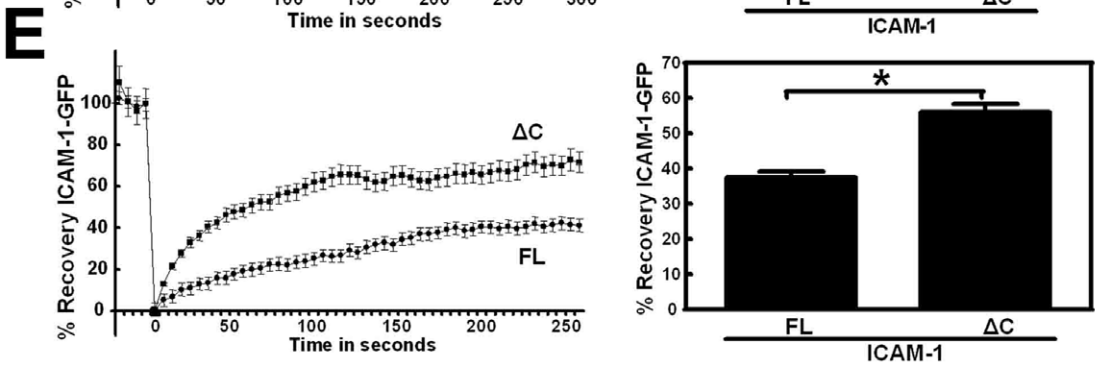 Time in seconds
ICAM-1
E
% Recovery ICAM-1-GFP
100
80
60
40
20
0
ΔC
FL
0 50 100 150 200 250
Time in seconds
% Recovery ICAM-1-GFP
70
60
50
40
30
20
10
0
*
FL ΔC
ICAM-1